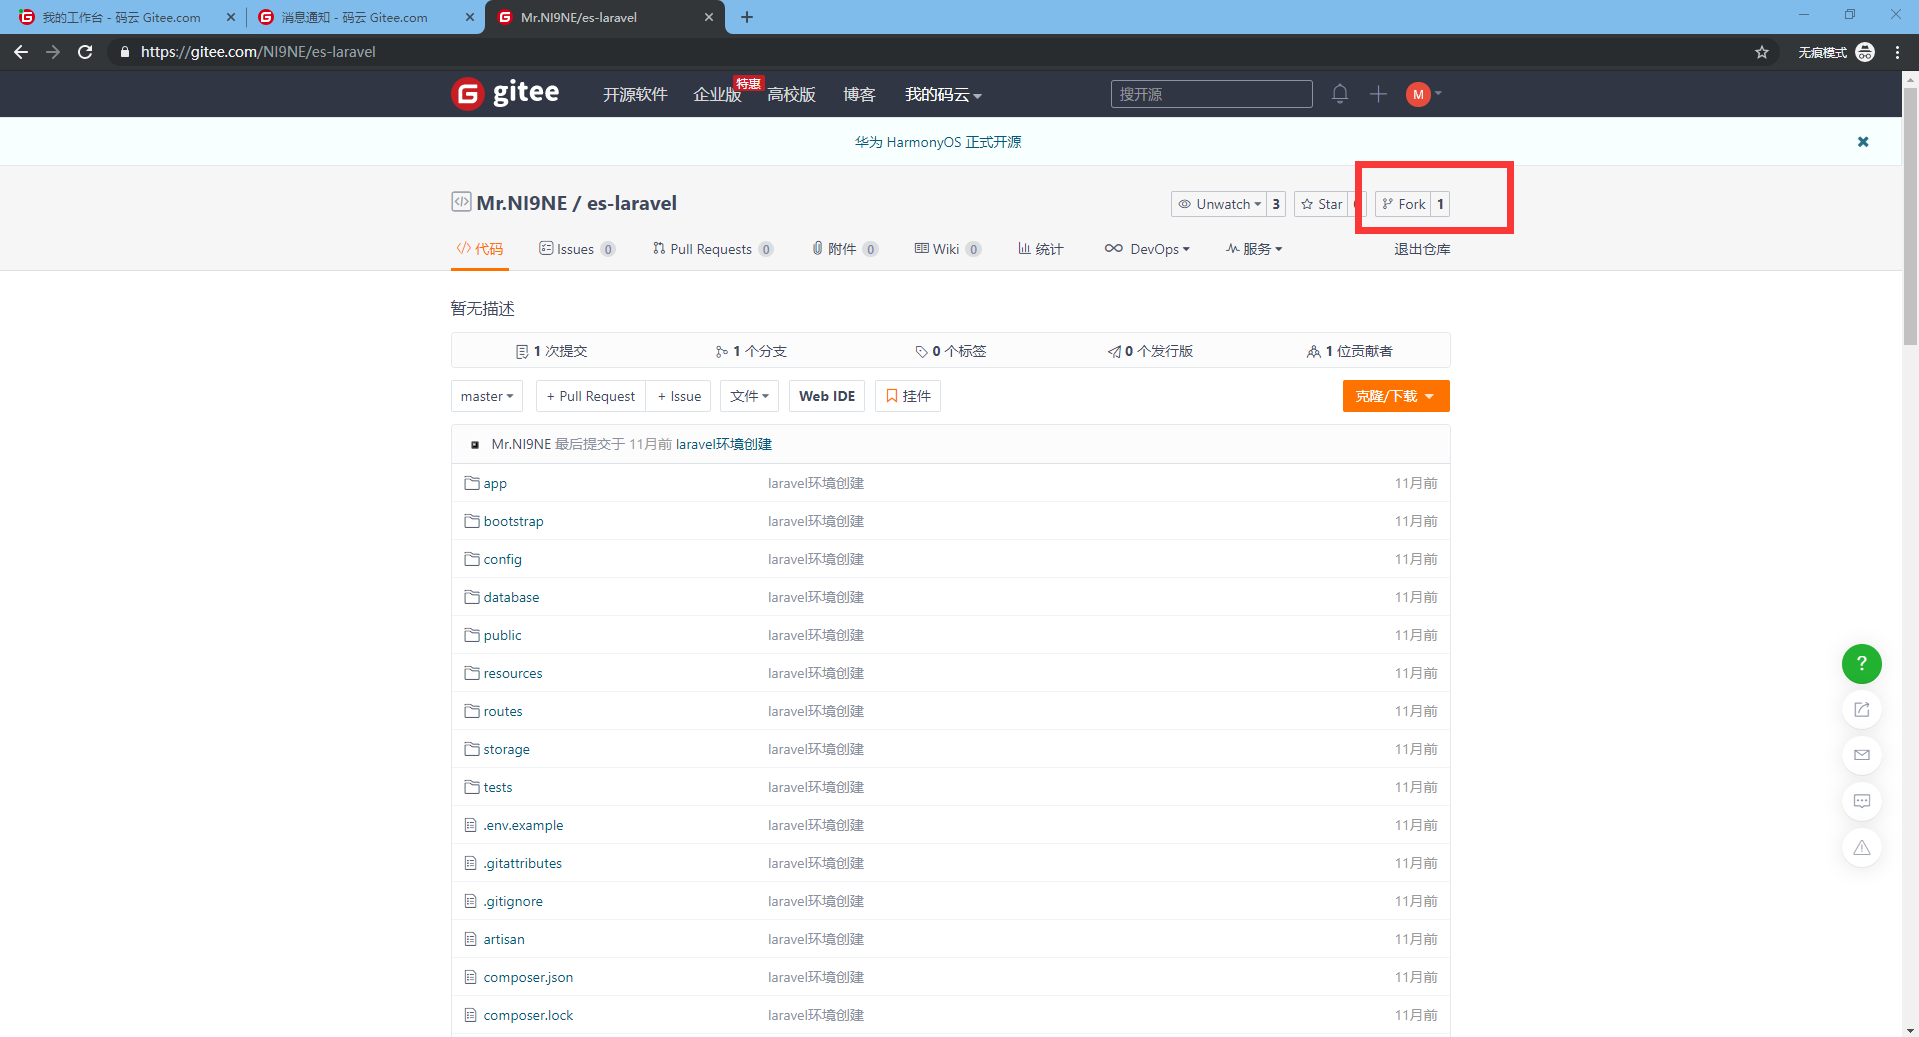 我的工作台 - 码云 Gitee.com
消息通知 - 码云 Gitee.com
Mr.NI9NE/es-laravel
https://gitee.com/NI9NE/es-laravel
无痕模式
gitee 开源软件 企业版 特惠 高校版 博客 我的码云 搜开源 M
华为 HarmonyOS 正式开源
Mr.NI9NE / es-laravel Unwatch 3 Star Fork 1
代码 Issues 0 Pull Requests 0 附件 0 Wiki 0 统计 DevOps 服务 退出仓库
暂无描述
1 次提交 1 个分支 0 个标签 0 个发行版 1 位贡献者
master + Pull Request + Issue 文件 Web IDE 挂件 克隆/下载
Mr.NI9NE 最后提交于 11月前 laravel环境创建
app laravel环境创建 11月前
bootstrap laravel环境创建 11月前
config laravel环境创建 11月前
database laravel环境创建 11月前
public laravel环境创建 11月前
resources laravel环境创建 11月前
routes laravel环境创建 11月前
storage laravel环境创建 11月前
tests laravel环境创建 11月前
.env.example laravel环境创建 11月前
.gitattributes laravel环境创建 11月前
.gitignore laravel环境创建 11月前
artisan laravel环境创建 11月前
composer.json laravel环境创建 11月前
composer.lock laravel环境创建 11月前
?